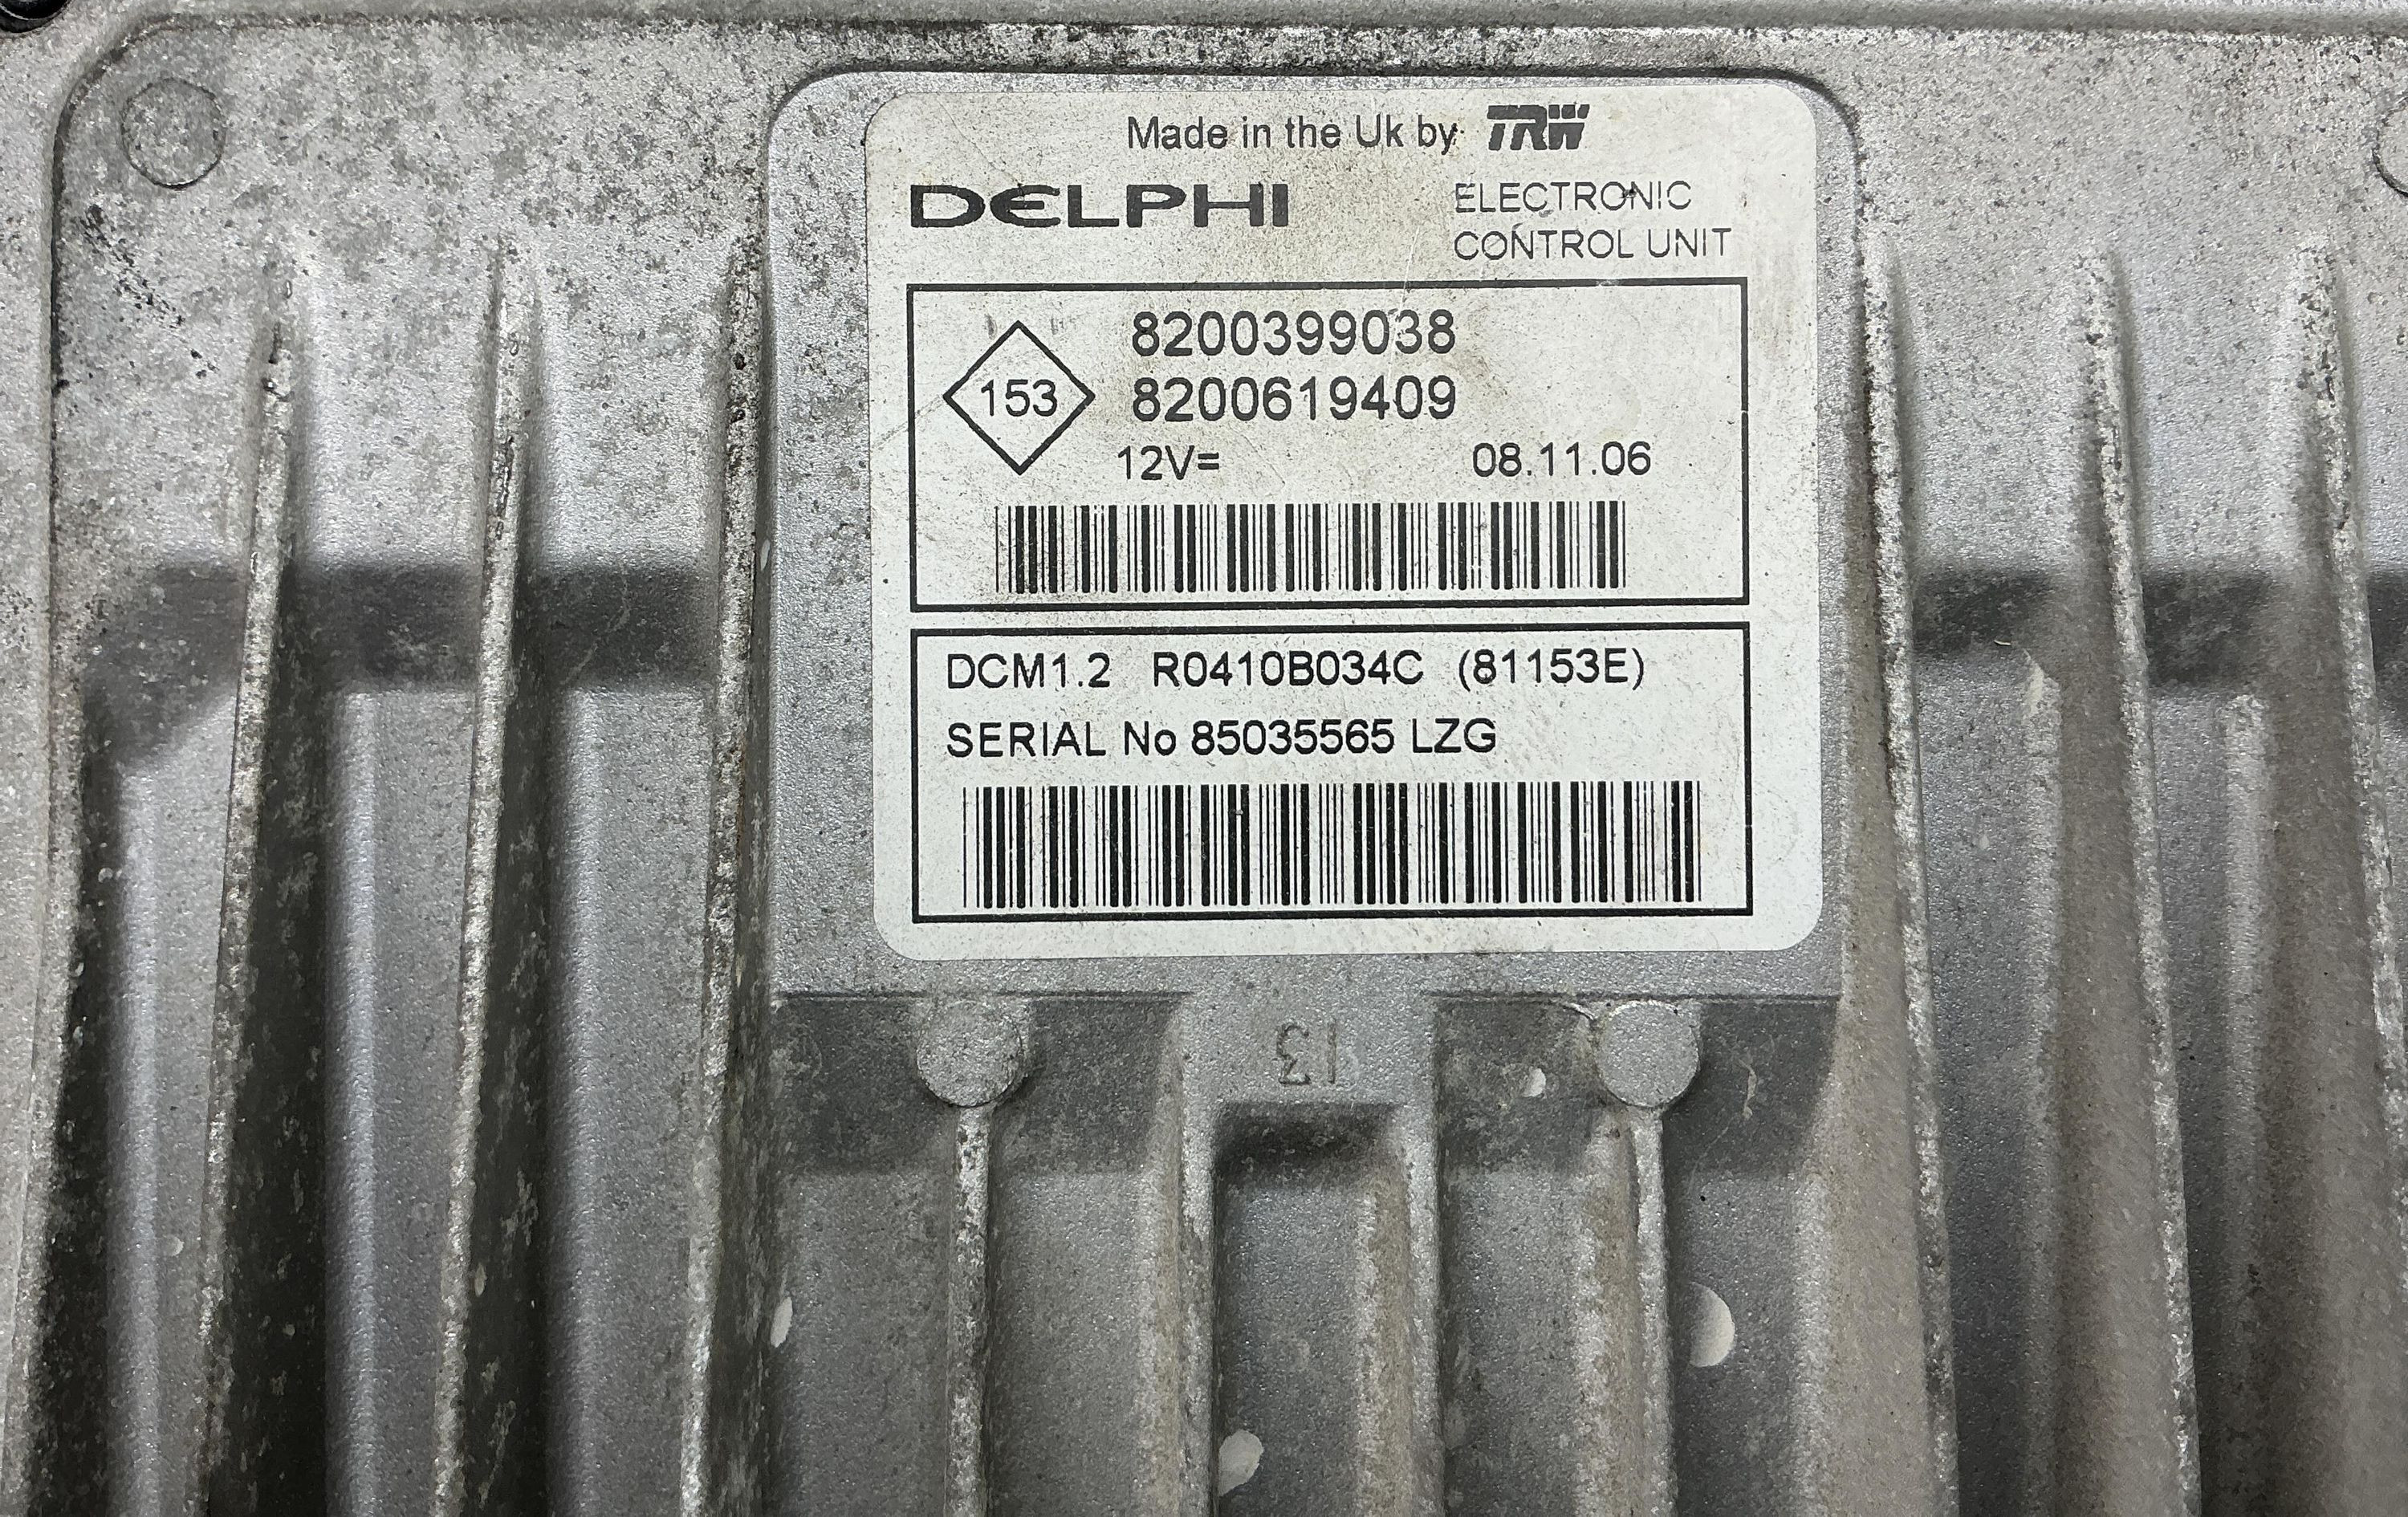 Made in the Uk by TRW
DELPHI
ELECTRONIC
CONTROL UNIT
153
8200399038
8200619409
12V=
08.11.06
DCM1.2 R0410B034C (81153E)
SERIAL No 85035565 LZG
13